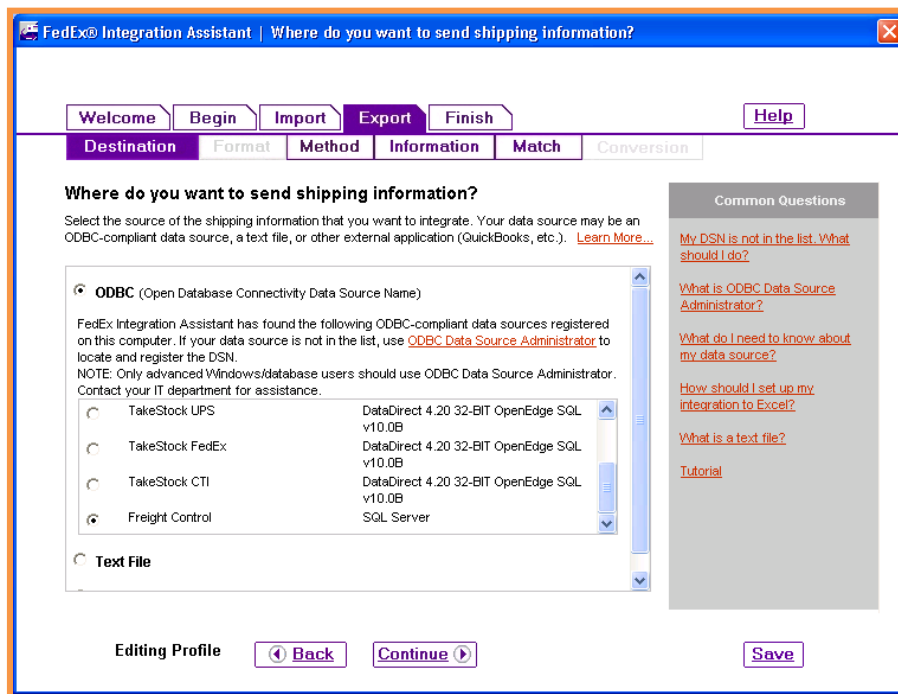 FedEx® Integration Assistant | Where do you want to send shipping information?
Welcome Begin Import Export Finish Help
Destination Format Method Information Match Conversion
Where do you want to send shipping information?
Select the source of the shipping information that you want to integrate. Your data source may be an
ODBC-compliant data source, a text file, or other external application (QuickBooks, etc.). Learn More...
ODBC (Open Database Connectivity Data Source Name)
FedEx Integration Assistant has found the following ODBC-compliant data sources registered
on this computer. If your data source is not in the list, use ODBC Data Source Administrator to
locate and register the DSN.
NOTE: Only advanced Windows/database users should use ODBC Data Source Administrator.
Contact your IT department for assistance.
TakeStock UPS DataDirect 4.20 32-BIT OpenEdge SQL
v10.0B
TakeStock FedEx DataDirect 4.20 32-BIT OpenEdge SQL
v10.0B
TakeStock CTI DataDirect 4.20 32-BIT OpenEdge SQL
v10.0B
Freight Control SQL Server
Text File
Common Questions
My DSN is not in the list. What
should I do?
What is ODBC Data Source
Administrator?
What do I need to know about
my data source?
How should I set up my
integration to Excel?
What is a text file?
Tutorial
Editing Profile Back Continue Save